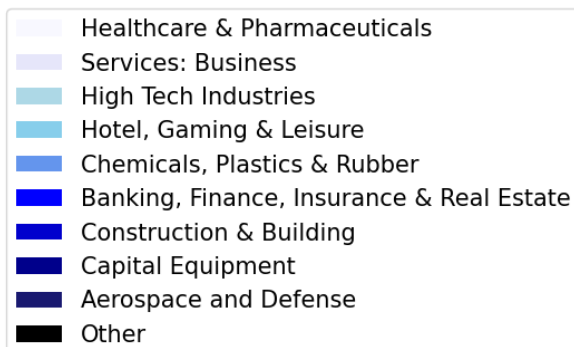 Healthcare & Pharmaceuticals
Services: Business
High Tech Industries
Hotel, Gaming & Leisure
Chemicals, Plastics & Rubber
Banking, Finance, Insurance & Real Estate
Construction & Building
Capital Equipment
Aerospace and Defense
Other